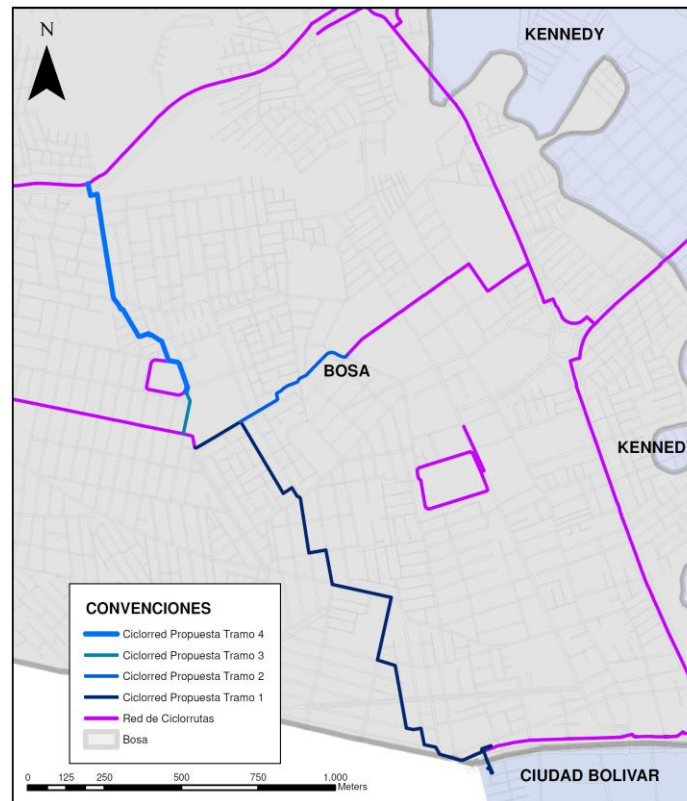 N
KENNEDY
BOSA
KENNED
CONVENCIONES
Ciclorred Propuesta Tramo 4
Ciclorred Propuesta Tramo 3
Ciclorred Propuesta Tramo 2
Ciclorred Propuesta Tramo 1
Red de Ciclorrutas
Bosa
0 125 250 500 750 1.000
Meters
CIUDAD BOLIVAR